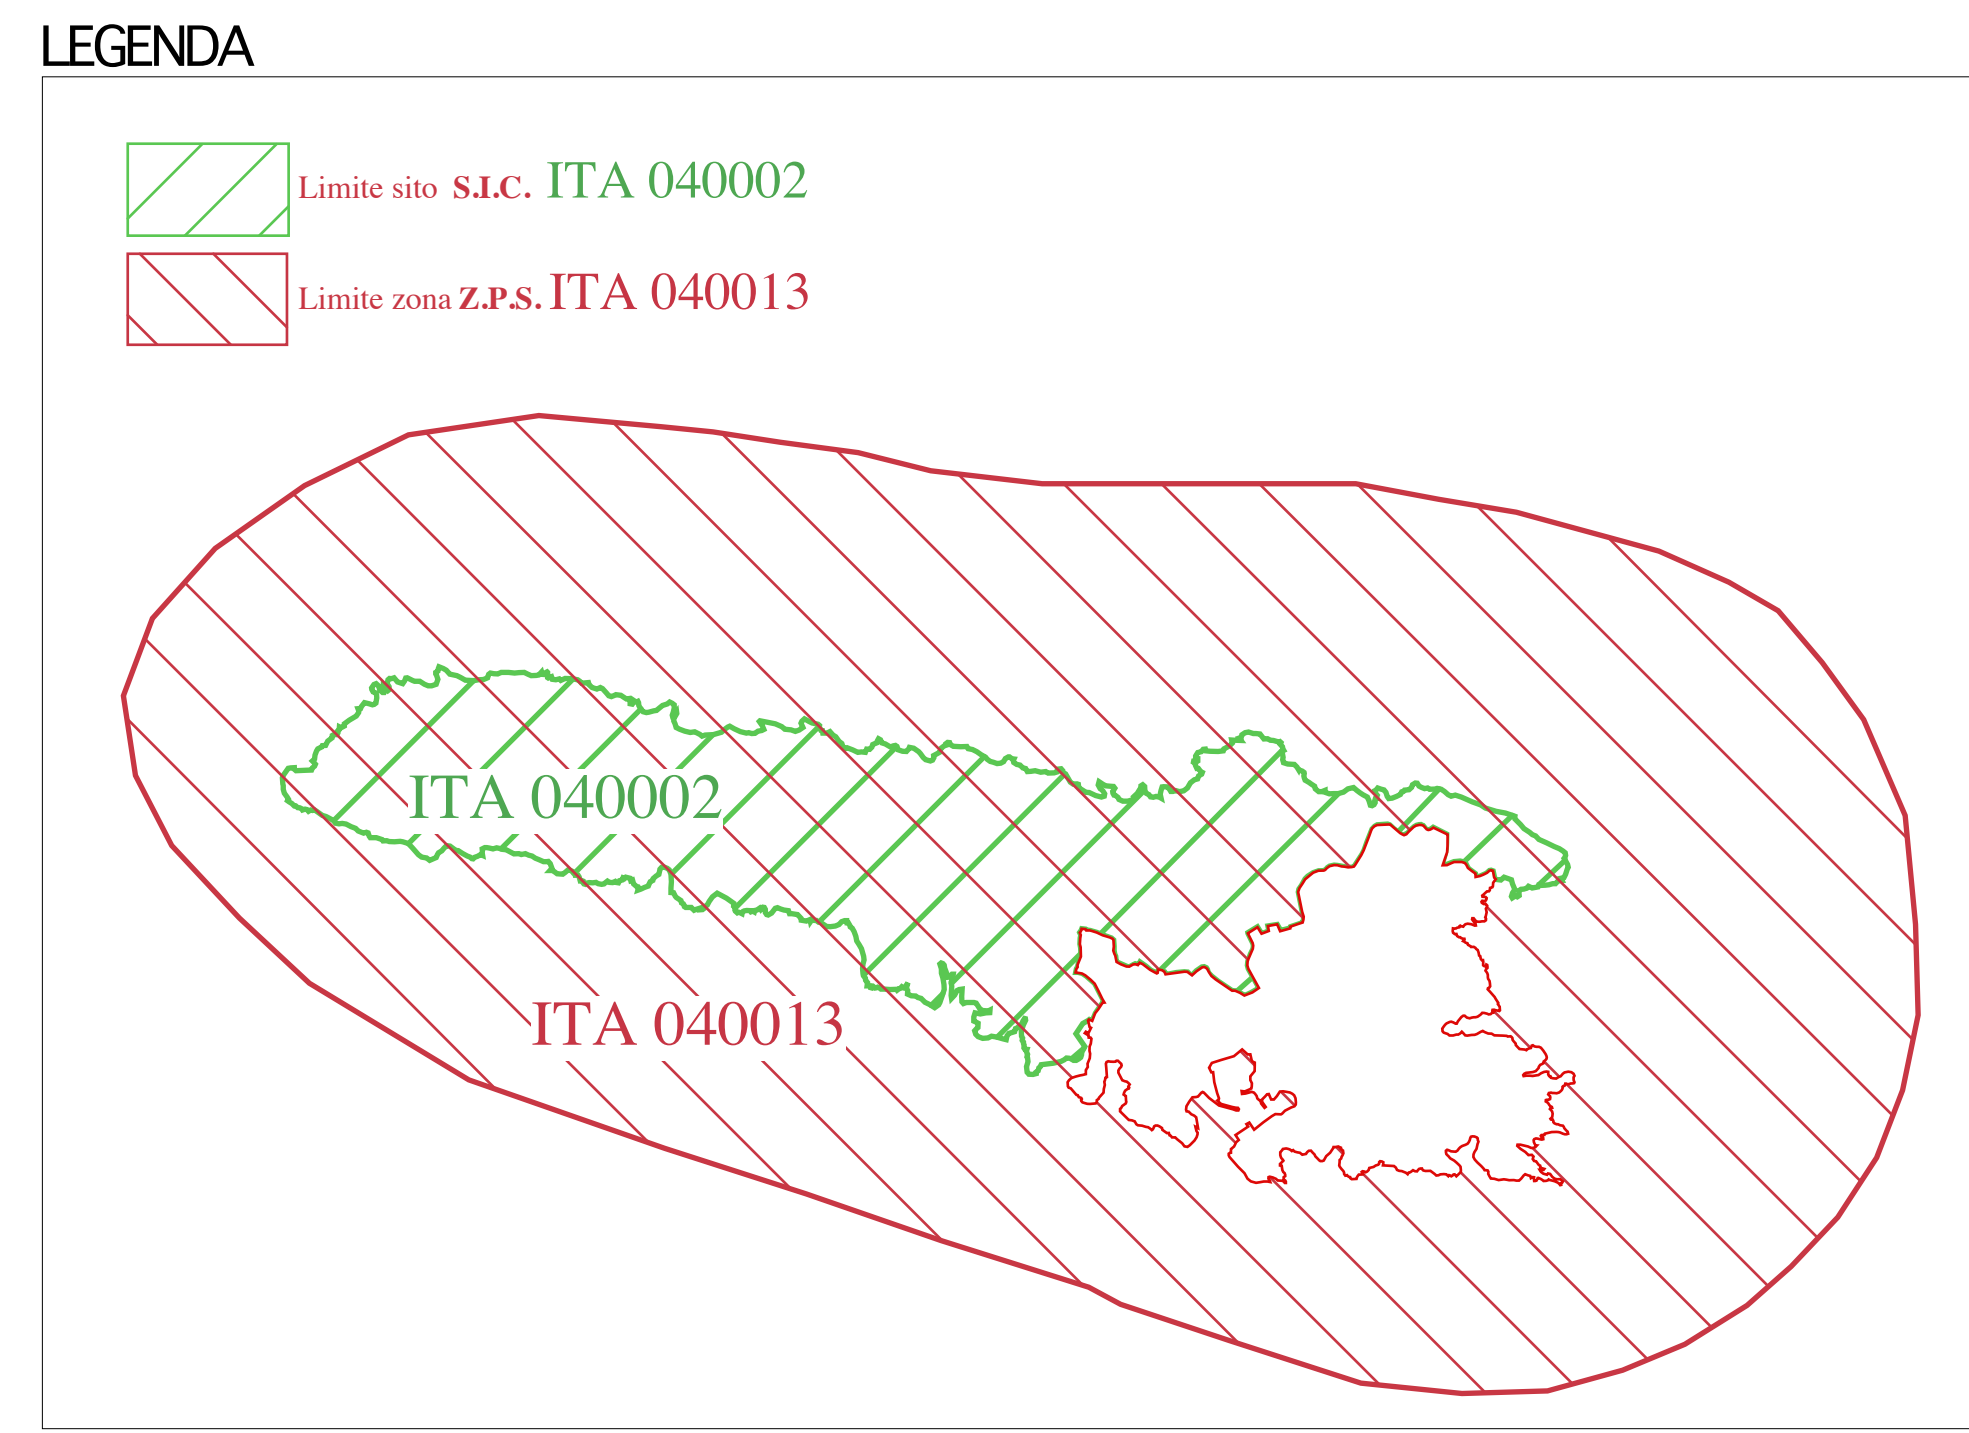 LEGENDA
Limite sito S.I.C. ITA 040002
Limite zona Z.P.S. ITA 040013
ITA 040002
ITA 040013